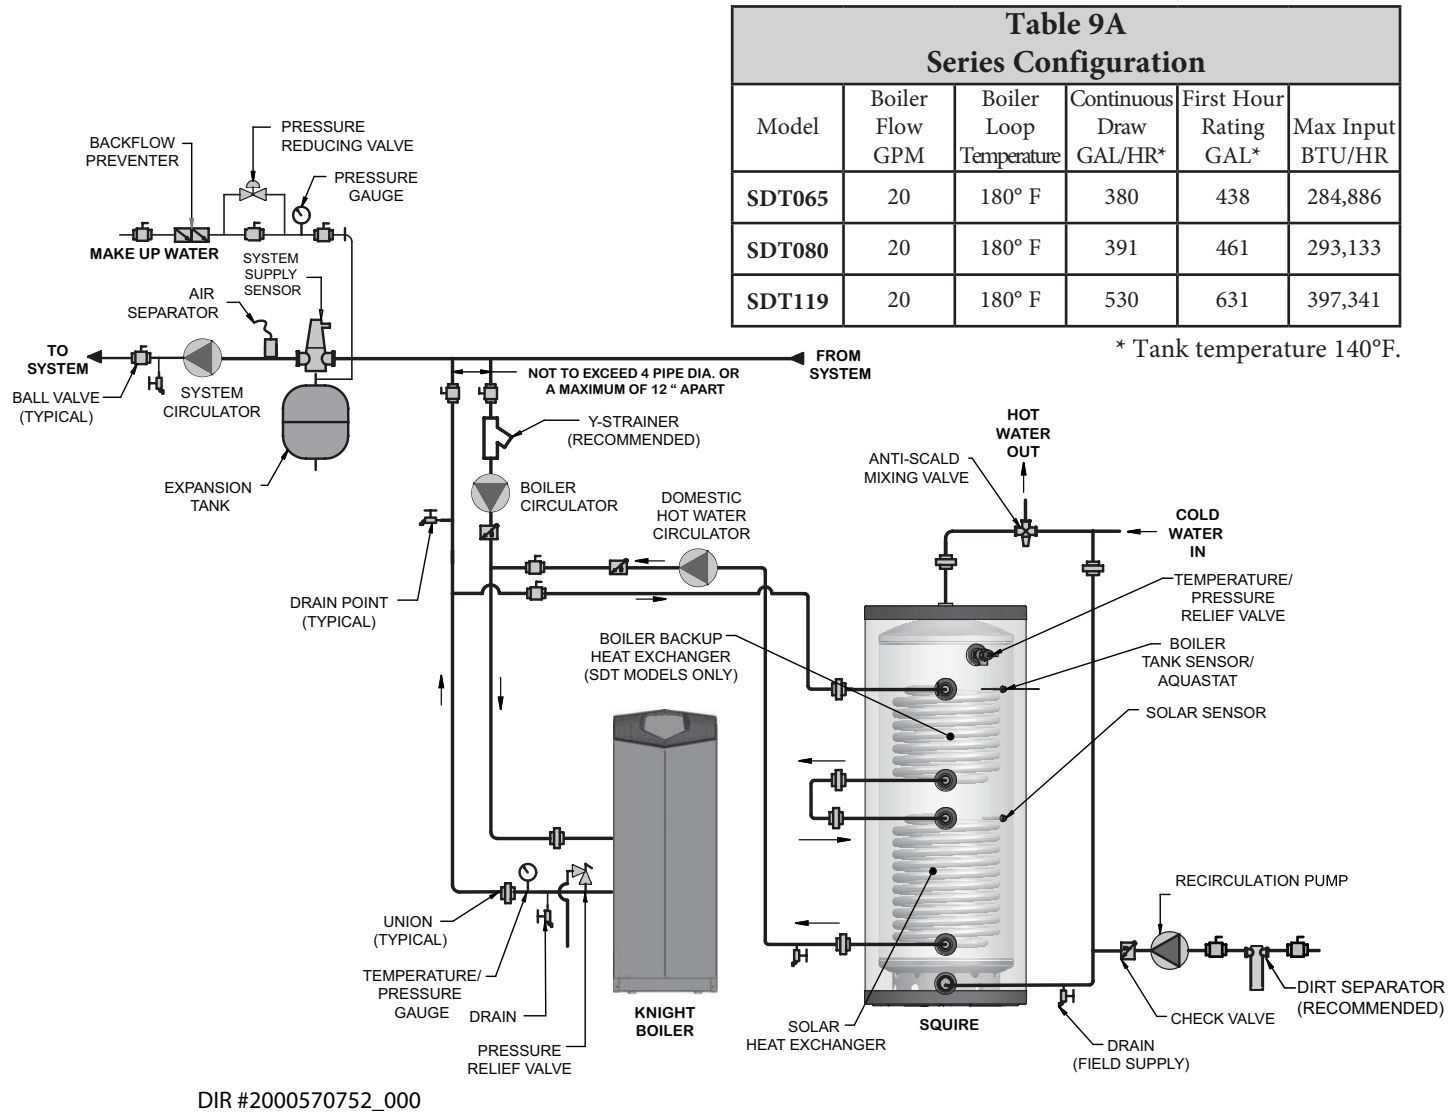 Table 9A
Series Configuration
Model
Boiler
Flow
GPM
Boiler
Loop
Temperature
Continuous
Draw
GAL/HR*
First Hour
Rating
GAL*
Max Input
BTU/HR
SDT065 20 180° F 380 438 284,886
SDT080 20 180° F 391 461 293,133
SDT119 20 180° F 530 631 397,341
* Tank temperature 140°F.
BACKFLOW
PREVENTER
PRESSURE
REDUCING VALVE
PRESSURE
GAUGE
MAKE UP WATER
SYSTEM
SUPPLY
SENSOR
AIR
SEPARATOR
TO
SYSTEM
BALL VALVE
(TYPICAL)
SYSTEM
CIRCULATOR
EXPANSION
TANK
FROM
SYSTEM
NOT TO EXCEED 4 PIPE DIA. OR
A MAXIMUM OF 12 “ APART
Y-STRAINER
(RECOMMENDED)
BOILER
CIRCULATOR
DOMESTIC
HOT WATER
CIRCULATOR
DRAIN POINT
(TYPICAL)
HOT
WATER
OUT
ANTI-SCALD
MIXING VALVE
COLD
WATER
IN
TEMPERATURE/
PRESSURE
RELIEF VALVE
BOILER BACKUP
HEAT EXCHANGER
(SDT MODELS ONLY)
BOILER
TANK SENSOR/
AQUASTAT
SOLAR SENSOR
RECIRCULATION PUMP
UNION
(TYPICAL)
TEMPERATURE/
PRESSURE
GAUGE
DRAIN
PRESSURE
RELIEF VALVE
KNIGHT
BOILER
SOLAR
HEAT EXCHANGER
SQUIRE
DIRT SEPARATOR
(RECOMMENDED)
CHECK VALVE
DRAIN
(FIELD SUPPLY)
DIR #2000570752_000